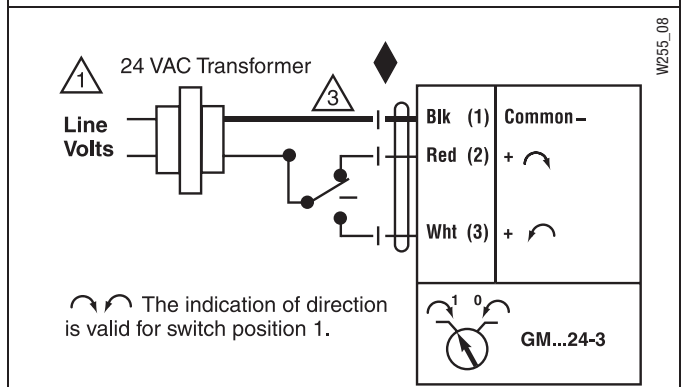 W255_08
1
24 VAC Transformer
3
Line
Volts
Blk (1) Common –
Red (2) +
Wht (3) +
The indication of direction
is valid for switch position 1.
1 0
GM...24-3